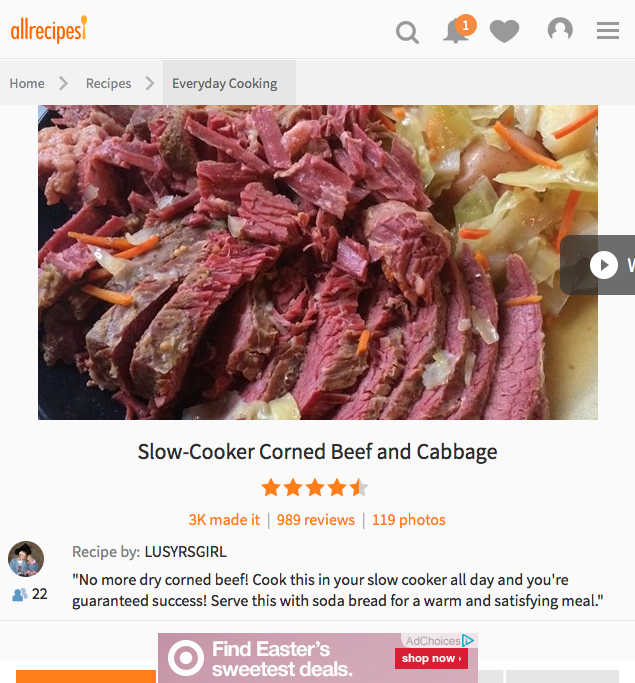 allrecipes
1
Home
Recipes
Everyday Cooking
W
Slow-Cooker Corned Beef and Cabbage
3K made it | 989 reviews | 119 photos
Recipe by: LUSYRSGIRL
22
"No more dry corned beef! Cook this in your slow cooker all day and you're
guaranteed success! Serve this with soda bread for a warm and satisfying meal."
AdChoices
Find Easter's
sweetest deals.
shop now ›